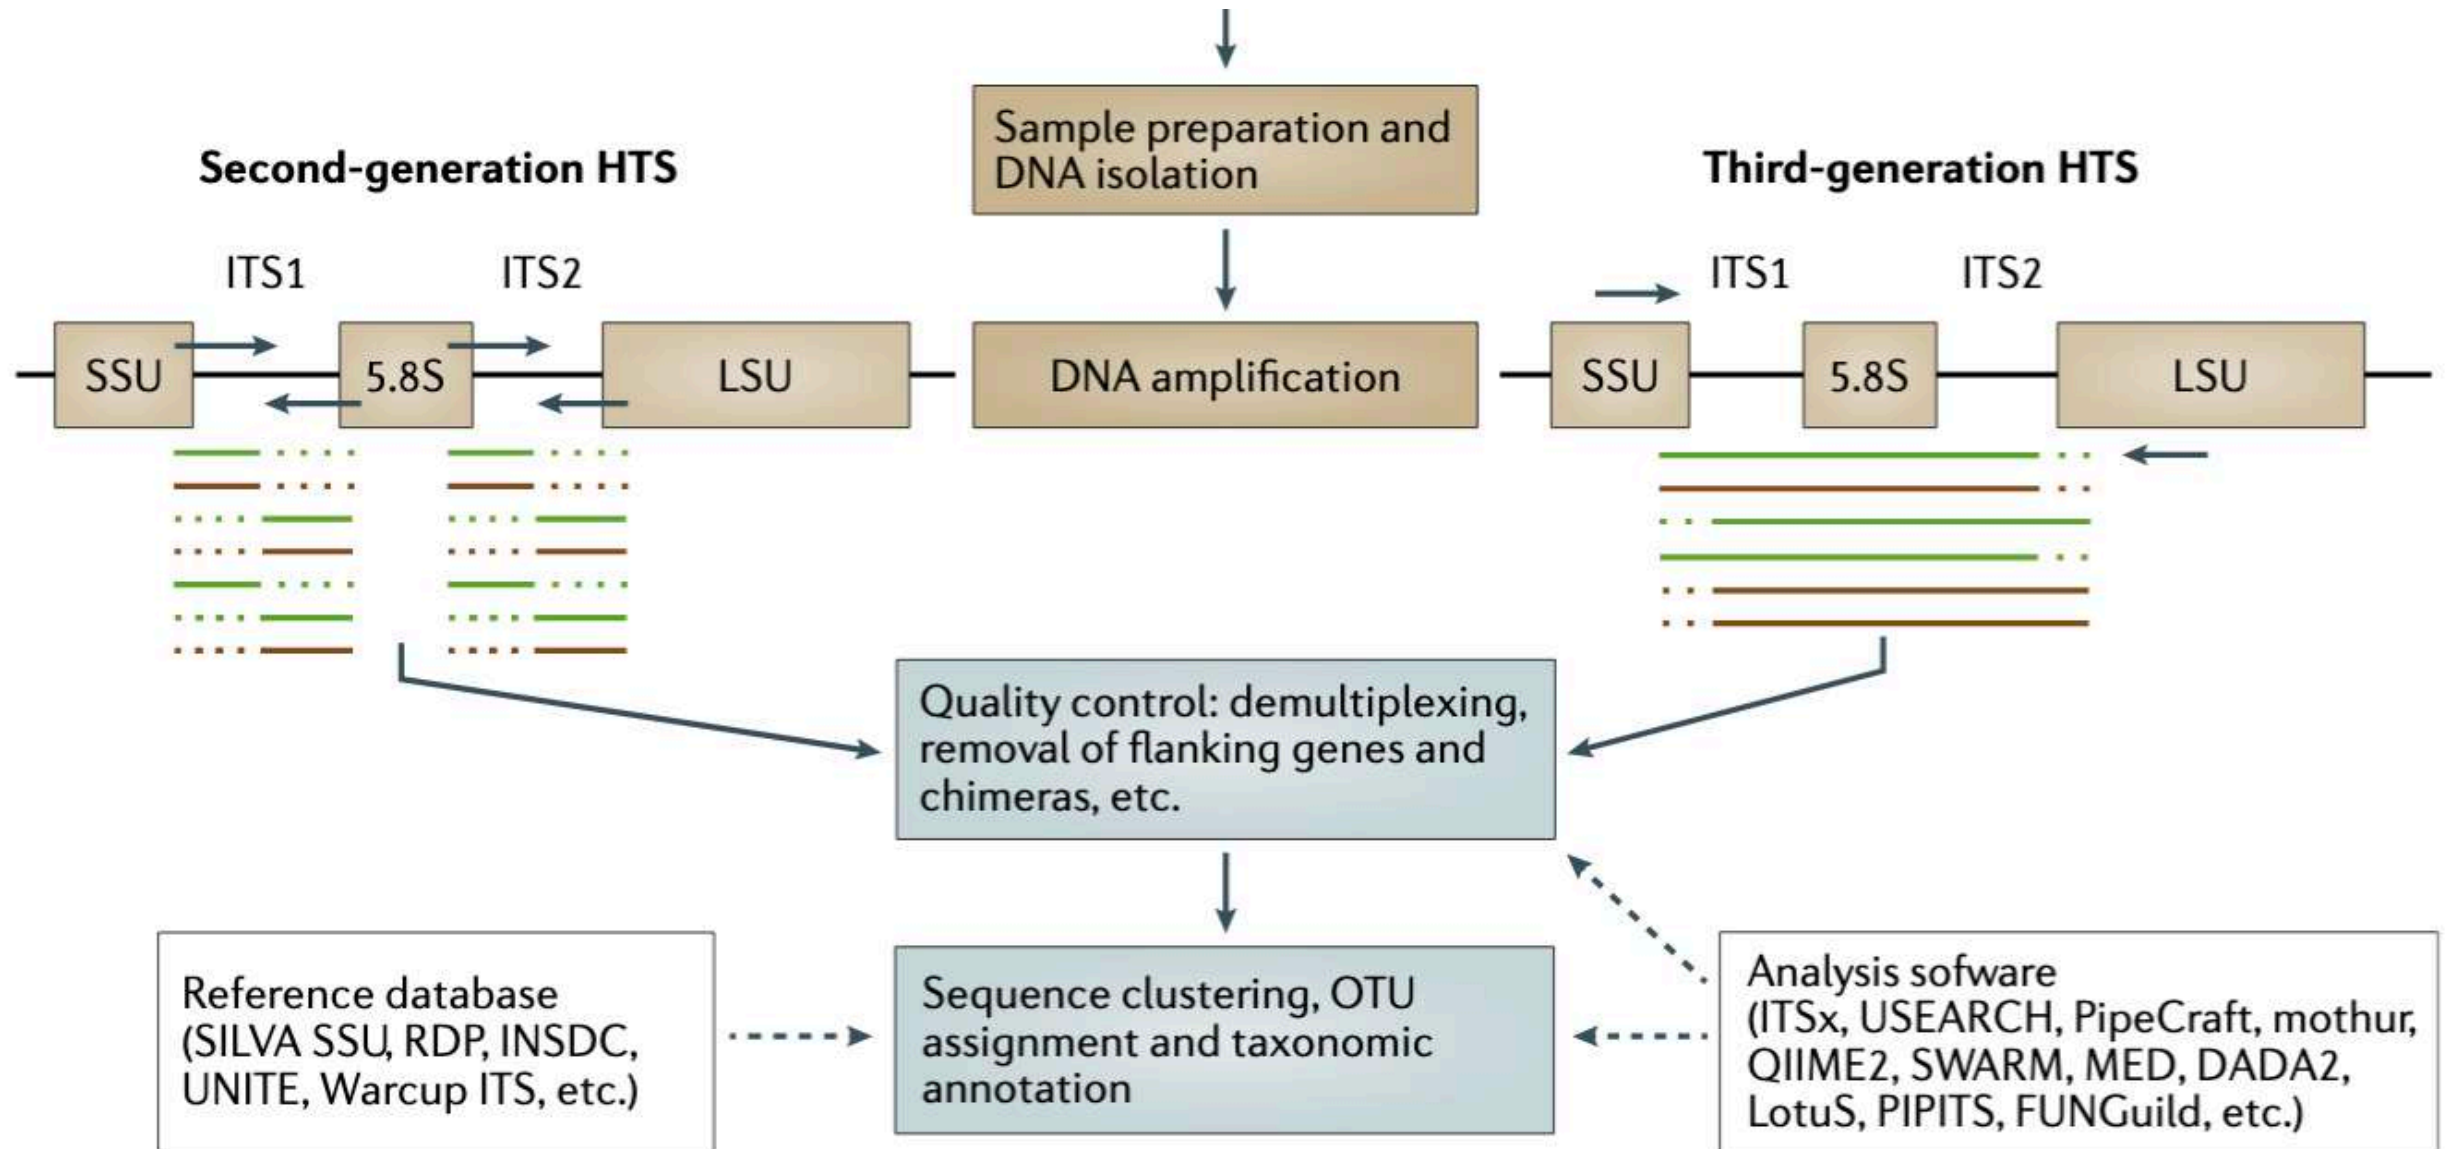 Sample preparation and
DNA isolation
Second-generation HTS
Third-generation HTS
ITS1
ITS2
ITS1
ITS2
SSU
5.8S
LSU
DNA amplification
SSU
5.8S
LSU
Quality control: demultiplexing,
removal of flanking genes and
chimeras, etc.
Reference database
(SILVA SSU, RDP, INSDC,
UNITE, Warcup ITS, etc.)
Sequence clustering, OTU
assignment and taxonomic
annotation
Analysis sofware
(ITSx, USEARCH, PipeCraft, mothur,
QIIME2, SWARM, MED, DADA2,
LotuS, PIPITS, FUNGuild, etc.)